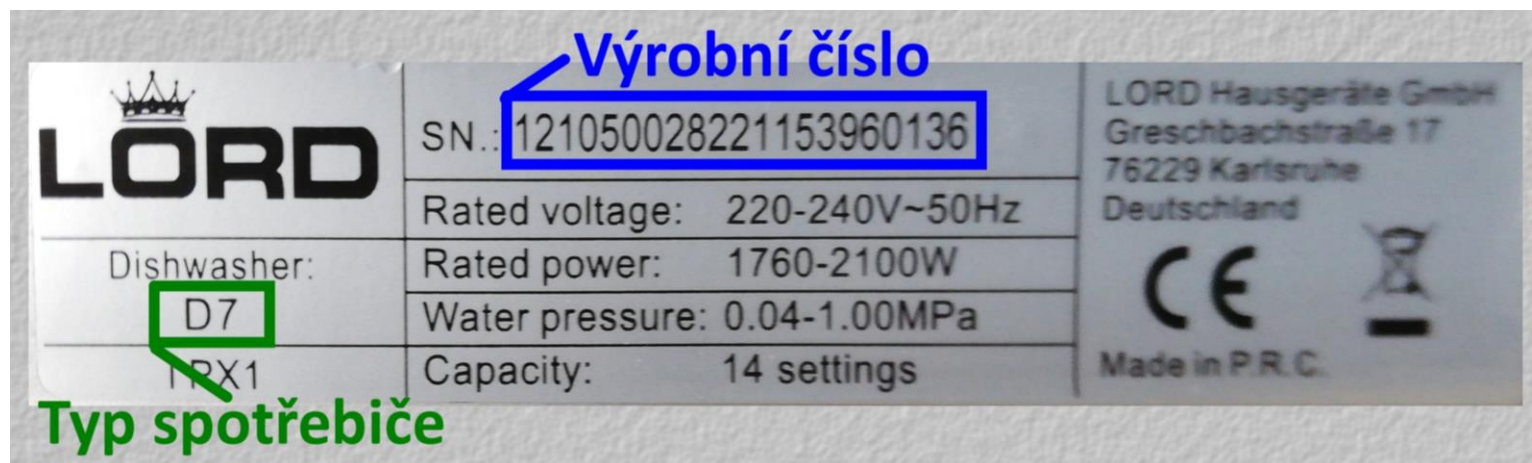 Výrobní číslo
LORD
SN.: 121050028221153960136
Rated voltage: 220-240V~50Hz
Dishwasher:
D7
Rated power: 1760-2100W
Water pressure: 0.04-1.00MPa
IPX1
Capacity: 14 settings
LORD Hausgeräte GmbH
Greschbachstraße 17
76229 Karlsruhe
Deutschland
CE
Made in P.R.C.
Typ spotřebiče